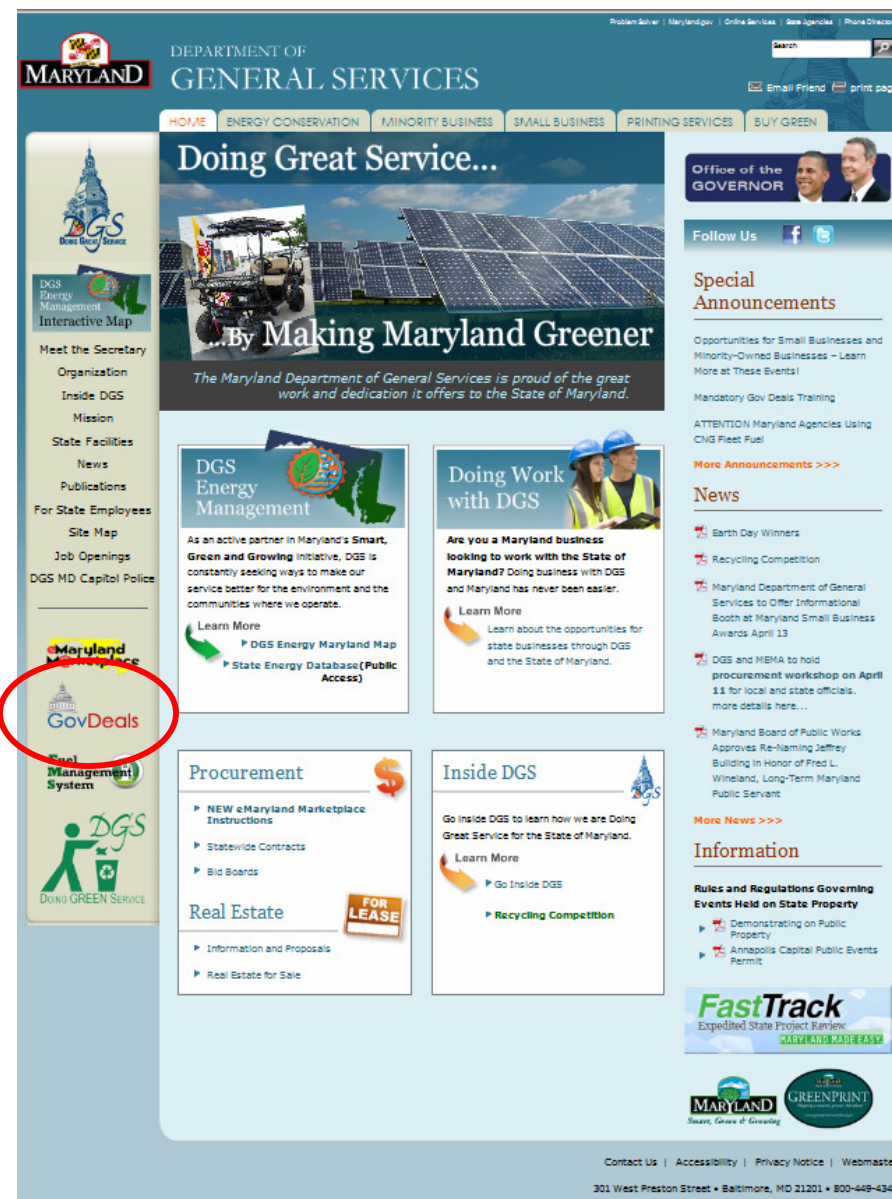 Problem Solver | Maryland.gov | Online Services | State Agencies | Phone Director
MARYLAND
DEPARTMENT OF
GENERAL SERVICES
Search
Email Friend print pag
HOME ENERGY CONSERVATION MINORITY BUSINESS SMALL BUSINESS PRINTING SERVICES BUY GREEN
DGS
DOING GREAT SERVICE
DGS
Energy
Management
Interactive Map
Meet the Secretary
Organization
Inside DGS
Mission
State Facilities
News
Publications
For State Employees
Site Map
Job Openings
DGS MD Capitol Police
eMaryland
Marketplace
GovDeals
Fuel
Management
System
DGS
DOING GREEN SERVICE
Doing Great Service...
...By Making Maryland Greener
The Maryland Department of General Services is proud of the great
work and dedication it offers to the State of Maryland.
DGS
Energy
Management
As an active partner in Maryland's Smart,
Green and Growing initiative, DGS is
constantly seeking ways to make our
service better for the environment and the
communities where we operate.
Learn More
DGS Energy Maryland Map
State Energy Database(Public
Access)
Doing Work
with DGS
Are you a Maryland business
looking to work with the State of
Maryland? Doing business with DGS
and Maryland has never been easier.
Learn More
Learn about the opportunities for
state businesses through DGS
and the State of Maryland.
Procurement
$
NEW eMaryland Marketplace
Instructions
Statewide Contracts
Bid Boards
Real Estate
FOR
LEASE
Information and Proposals
Real Estate for Sale
Inside DGS
DGS
Go inside DGS to learn how we are Doing
Great Service for the State of Maryland.
Learn More
Go Inside DGS
Recycling Competition
Office of the
GOVERNOR
Follow Us
Special
Announcements
Opportunities for Small Businesses and
Minority-Owned Businesses – Learn
More at These Events!
Mandatory Gov Deals Training
ATTENTION Maryland Agencies Using
CNG Fleet Fuel
More Announcements >>>
News
Earth Day Winners
Recycling Competition
Maryland Department of General
Services to Offer Informational
Booth at Maryland Small Business
Awards April 13
DGS and MEMA to hold
procurement workshop on April
11 for local and state officials,
more details here...
Maryland Board of Public Works
Approves Re-Naming Jeffrey
Building in Honor of Fred L.
Wineland, Long-Term Maryland
Public Servant
More News >>>
Information
Rules and Regulations Governing
Events Held on State Property
Demonstrating on Public
Property
Annapolis Capital Public Events
Permit
FastTrack
Expedited State Project Review
MARYLAND MADE EASY
MARYLAND
Smart, Green & Growing
MARYLAND
GREENPRINT
Contact Us | Accessibility | Privacy Notice | Webmaste
301 West Preston Street • Baltimore, MD 21201 • 800-449-434